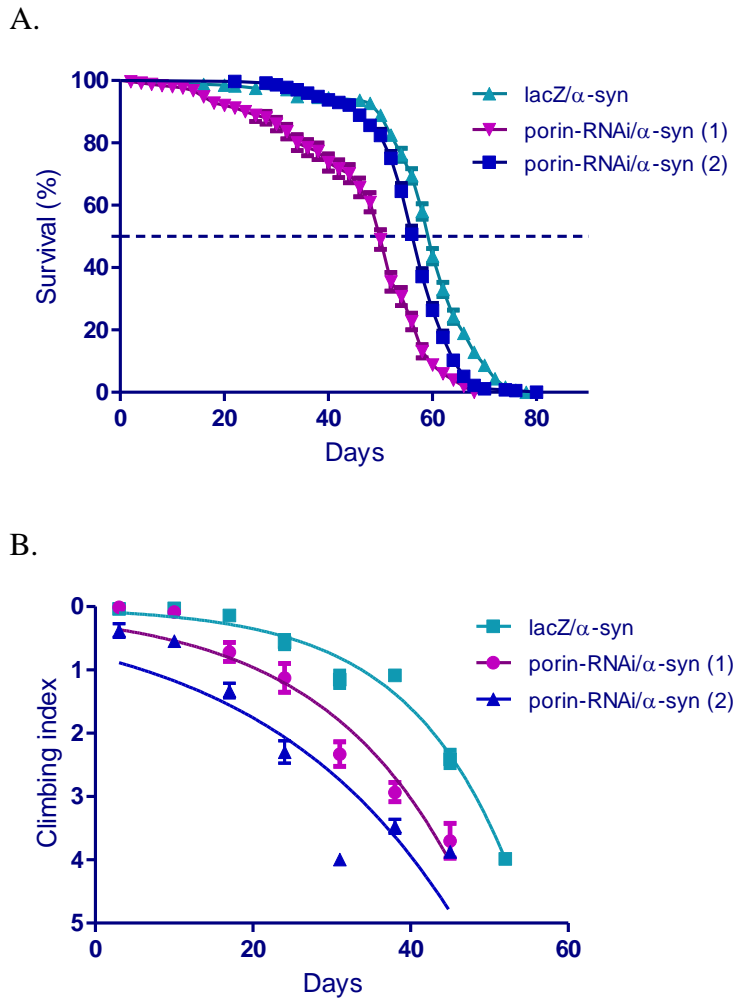 A.
100
80
60
40
20
0
Survival (%)
0 20 40 60 80
Days
lacZ/α-syn
porin-RNAi/α-syn (1)
porin-RNAi/α-syn (2)
B.
0
1
2
3
4
5
Climbing index
0 20 40 60
Days
lacZ/α-syn
porin-RNAi/α-syn (1)
porin-RNAi/α-syn (2)